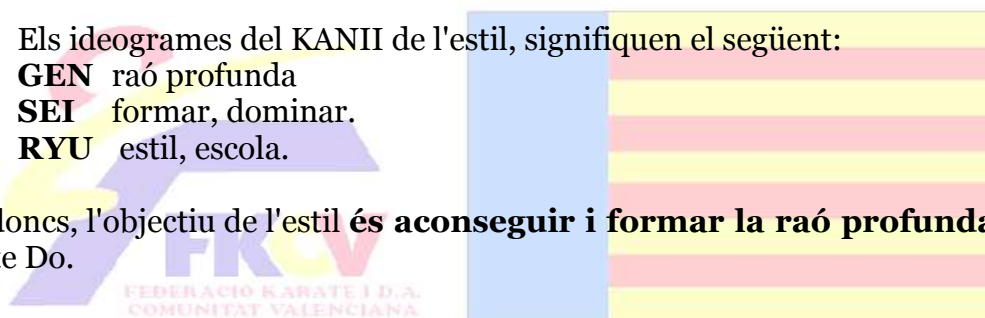 Els ideogrames del KANII de l'estil, signifiquen el següent:
GEN raó profunda
SEI formar, dominar.
RYU estil, escola.
doncs, l'objectiu de l'estil és aconseguir i formar la raó profunda
Do.
FKCV
FEDERACIÓ KARATE I D.A.
COMUNITAT VALENCIANA